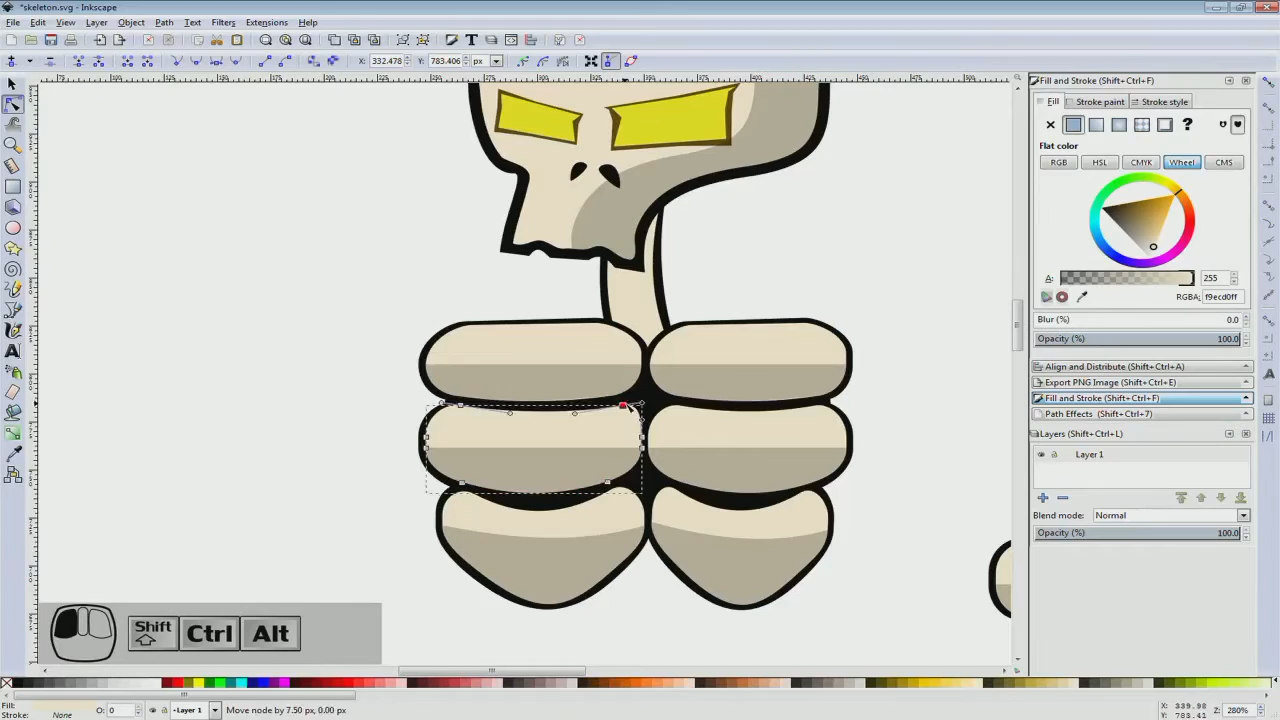 *skeleton.svg - Inkscape
File Edit View Layer Object Path Text Filters Extensions Help
X: 332.478 Y: 783.406 px
Fill and Stroke (Shift+Ctrl+F)
Fill Stroke paint Stroke style
?
Flat color
RGB HSL CMYK Wheel CMS
A: 255
RGBA: f9ecd0ff
Blur (%) 0.0
Opacity (%) 100.0
Align and Distribute (Shift+Ctrl+A)
Export PNG Image (Shift+Ctrl+E)
Fill and Stroke (Shift+Ctrl+F)
Path Effects (Shift+Ctrl+7)
Layers (Shift+Ctrl+L)
Layer 1
Blend mode: Normal
Opacity (%) 100.0
Shift Ctrl Alt
Fill:
Stroke: None
O: 0
Layer 1
Move node by 7.50 px, 0.00 px
X: 339.98
Y: 783.41
Z: 280%